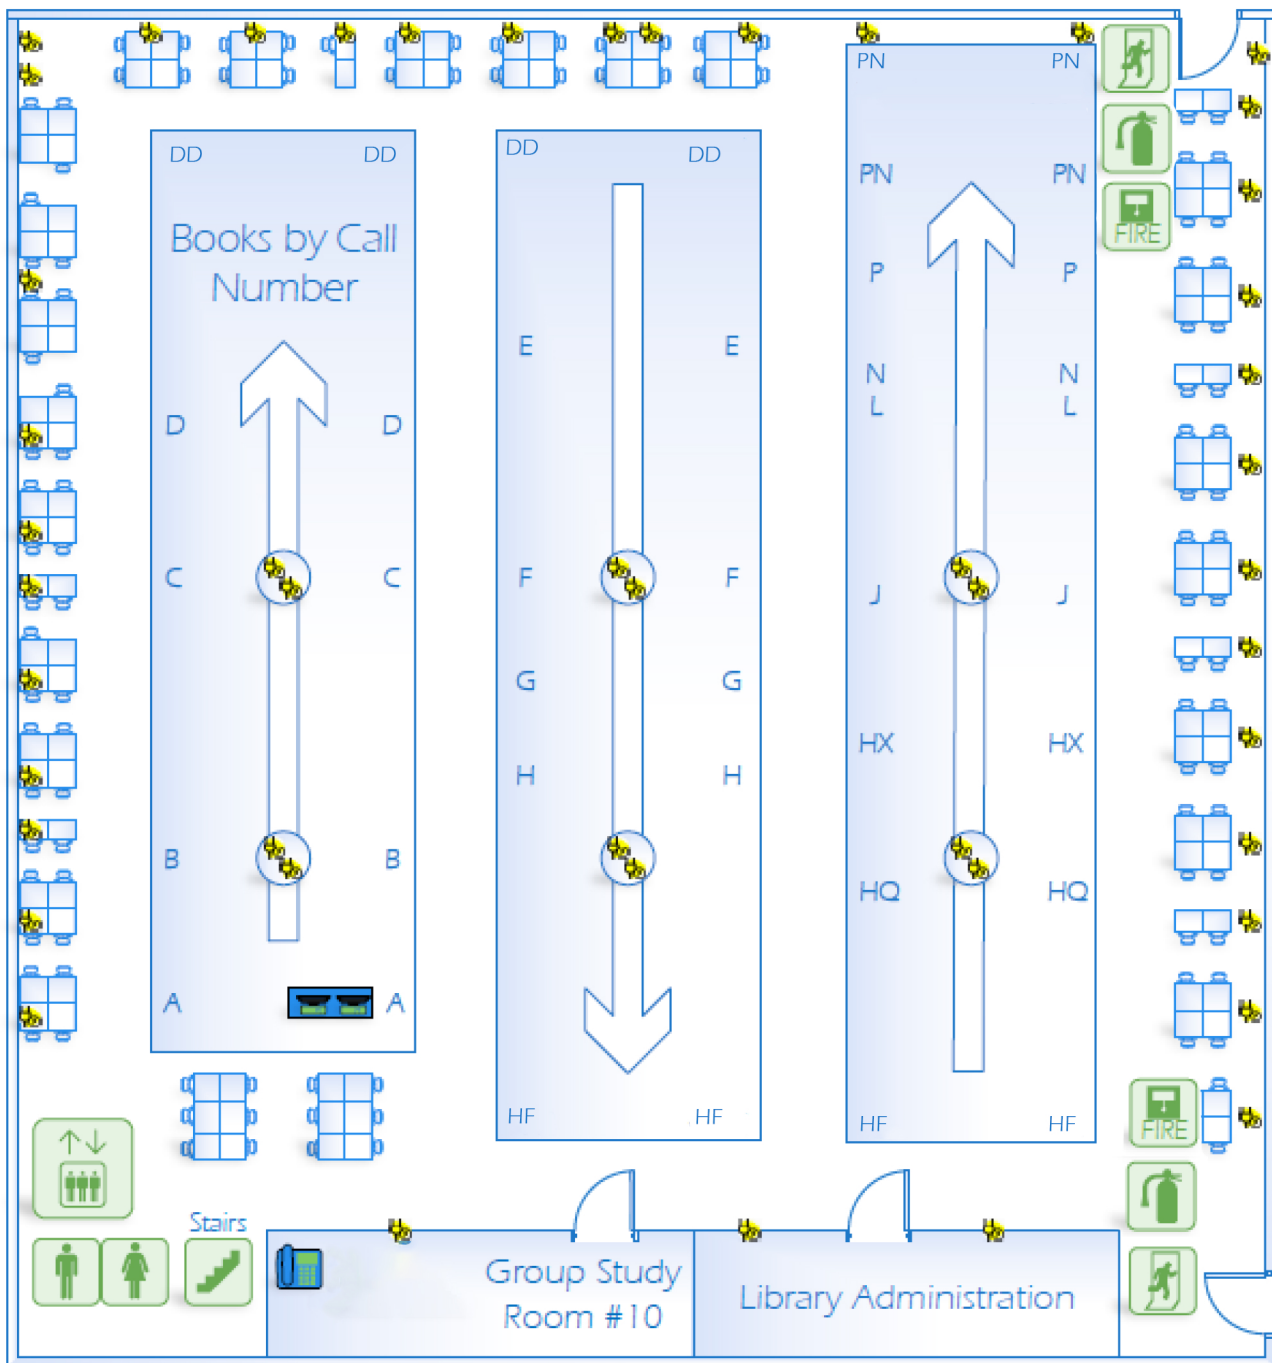 PN PN
DD DD
DD DD
PN PN
FIRE
Books by Call
Number
P P
E E
N N
L L
D D
C C
F F
J J
G G
HX HX
H H
B B
HQ HQ
A A
HF HF
HF HF
FIRE
Stairs
Group Study
Room #10
Library Administration